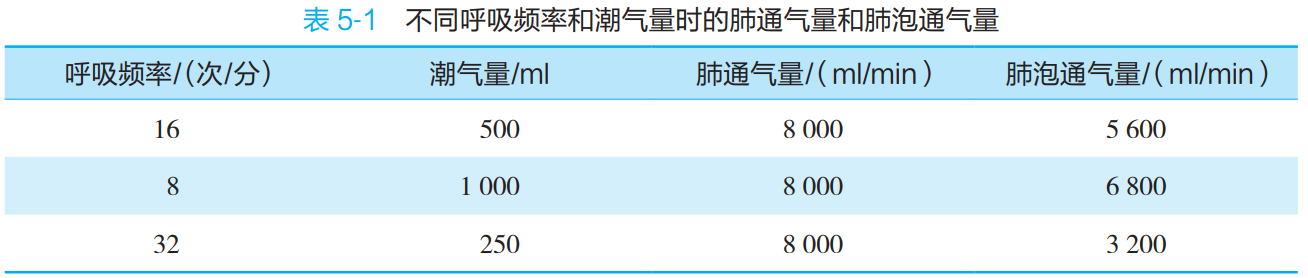 表 5-1 不同呼吸频率和潮气量时的肺通气量和肺泡通气量
呼吸频率/(次/分) 潮气量/ml 肺通气量/(ml/min) 肺泡通气量/(ml/min)
16 500 8 000 5 600
8 1 000 8 000 6 800
32 250 8 000 3 200